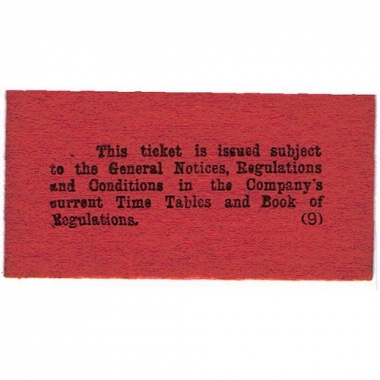 This ticket is issued subject
to the General Notices, Regulations
and Conditions in the Company's
current Time Tables and Book of
Regulations. (9)